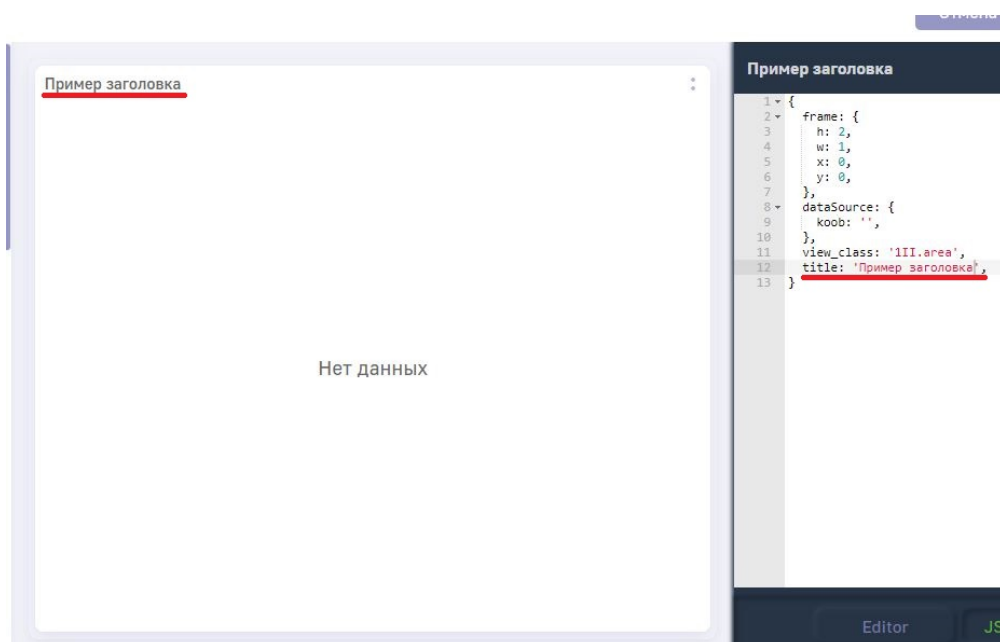 Отмена
Пример заголовка
Нет данных
Пример заголовка
1 {
2 frame: {
3 h: 2,
4 w: 1,
5 x: 0,
6 y: 0,
7 },
8 dataSource: {
9 koob: '',
10 },
11 view_class: '1II.area',
12 title: 'Пример заголовка',
13 }
Editor
JS